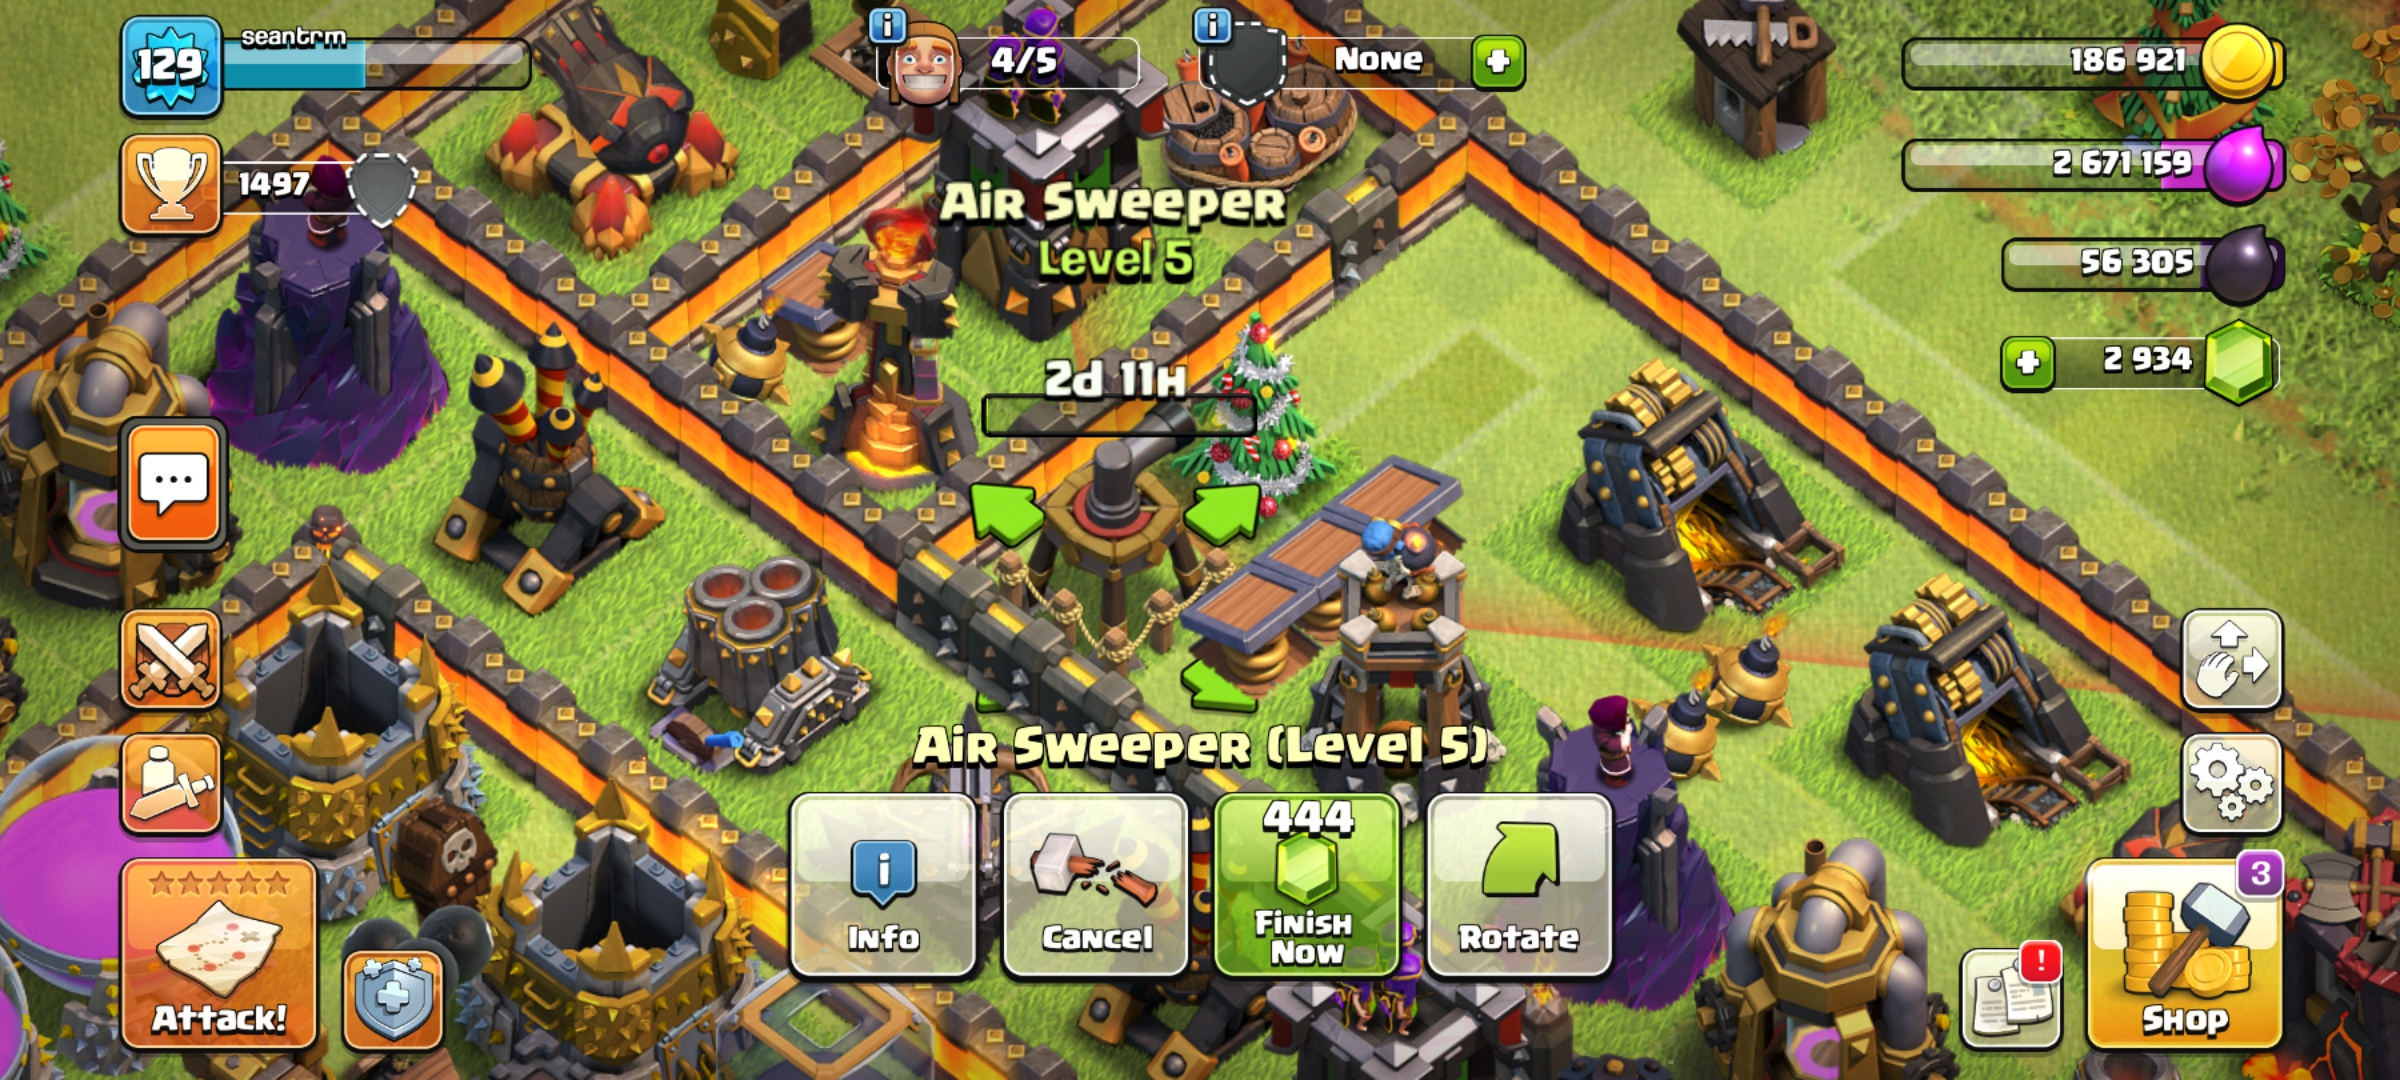 129
seantrm
4/5
None
186 921
1497
2 671 159
Air Sweeper
Level 5
56 305
2d 11H
2 934
Air Sweeper (Level 5)
444
Info
Cancel
Finish
Now
Rotate
3
!
Attack!
Shop